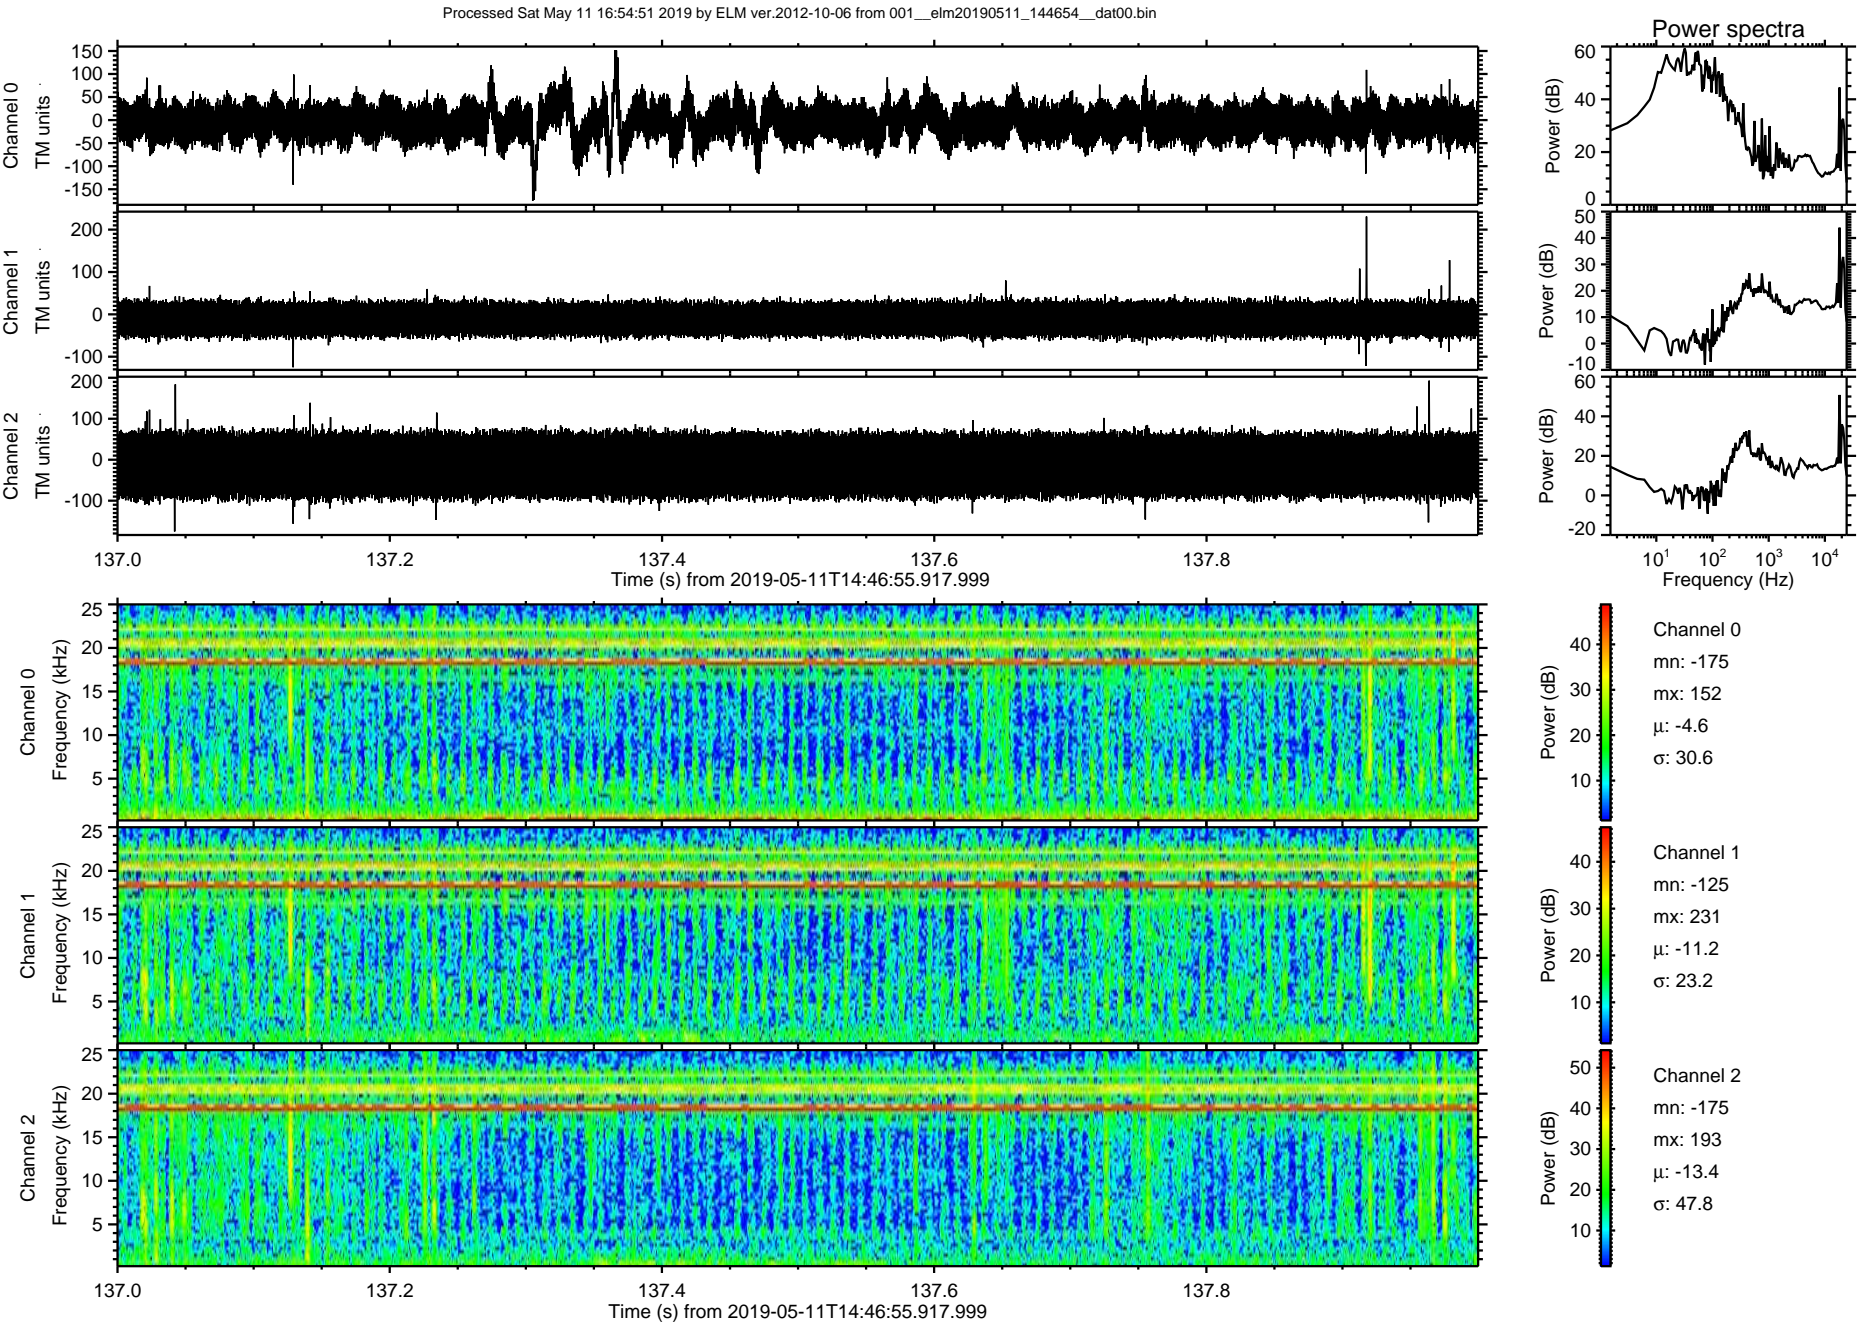 Processed Sat May 11 16:54:51 2019 by ELM ver.2012-10-06 from 001__elm20190511_144654__dat00.bin
Power spectra
Channel 0
TM units
150
100
50
0
-50
-100
-150
Power (dB)
60
40
20
0
Channel 1
TM units
200
100
0
-100
Power (dB)
50
40
30
20
10
0
-10
Channel 2
TM units
200
100
0
-100
Power (dB)
60
40
20
0
-20
137.0 137.2 137.4 137.6 137.8
Time (s) from 2019-05-11T14:46:55.917.999
10¹ 10² 10³ 10⁴
Frequency (Hz)
Channel 0
Frequency (kHz)
25
20
15
10
5
Power (dB)
40
30
20
10
Channel 0
mn: -175
mx: 152
μ: -4.6
σ: 30.6
Channel 1
Frequency (kHz)
25
20
15
10
5
Power (dB)
40
30
20
10
Channel 1
mn: -125
mx: 231
μ: -11.2
σ: 23.2
Channel 2
Frequency (kHz)
25
20
15
10
5
Power (dB)
50
40
30
20
10
Channel 2
mn: -175
mx: 193
μ: -13.4
σ: 47.8
137.0 137.2 137.4 137.6 137.8
Time (s) from 2019-05-11T14:46:55.917.999